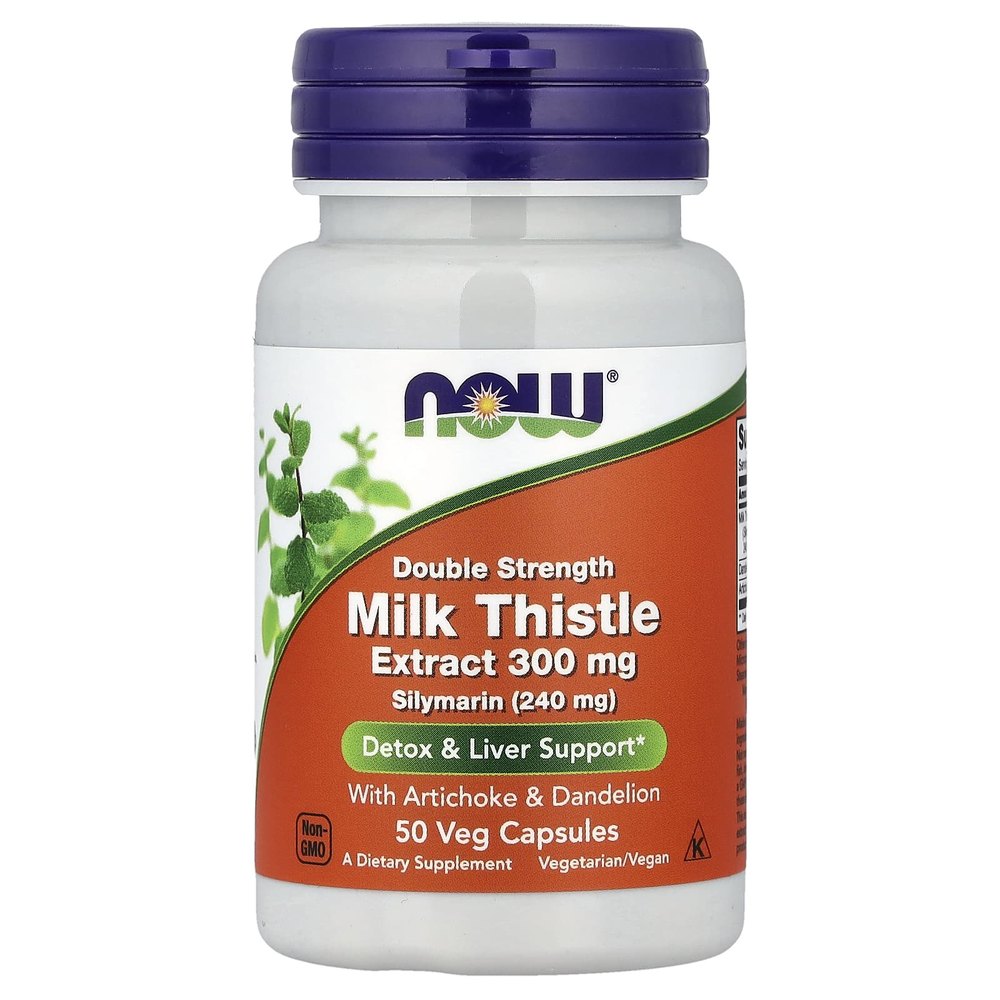 NOW®
Double Strength
Milk Thistle
Extract 300 mg
Silymarin (240 mg)
Detox & Liver Support*
With Artichoke & Dandelion
50 Veg Capsules
Non-
GMO
A Dietary Supplement Vegetarian/Vegan
K